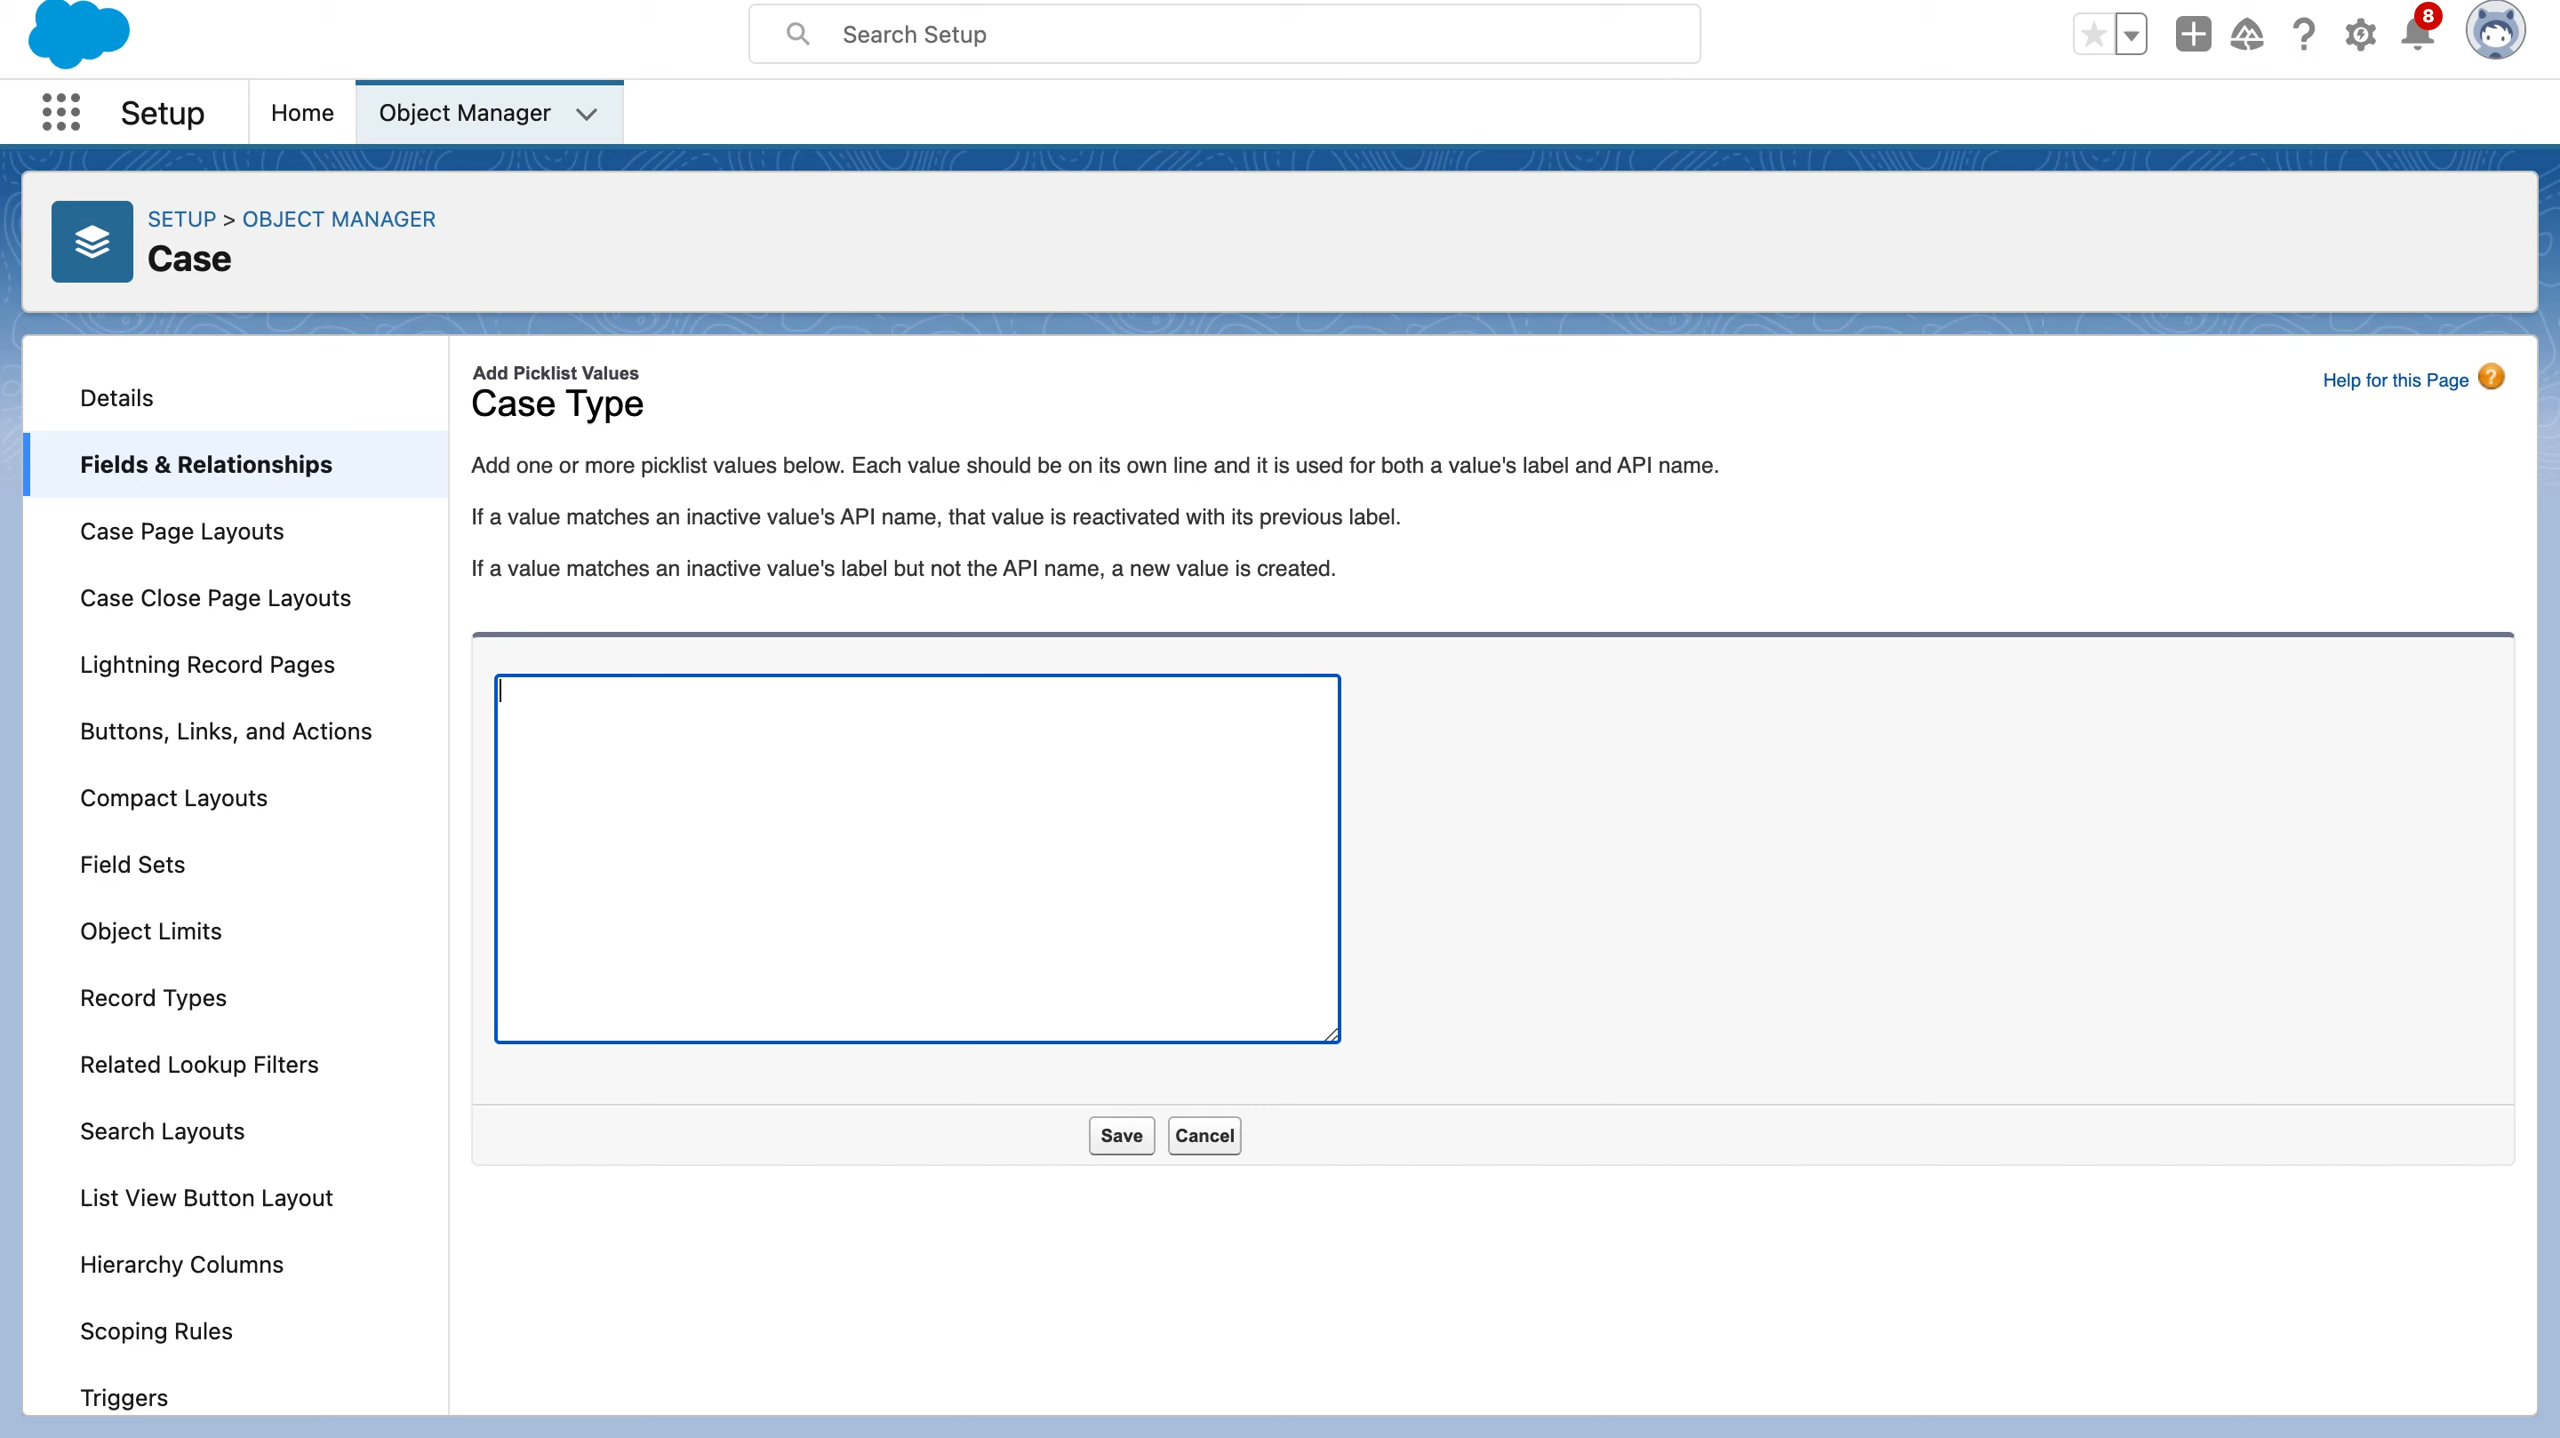 Search Setup
8
Setup
Home
Object Manager
SETUP > OBJECT MANAGER
Case
Details
Fields & Relationships
Case Page Layouts
Case Close Page Layouts
Lightning Record Pages
Buttons, Links, and Actions
Compact Layouts
Field Sets
Object Limits
Record Types
Related Lookup Filters
Search Layouts
List View Button Layout
Hierarchy Columns
Scoping Rules
Triggers
Add Picklist Values
Case Type
Help for this Page
Add one or more picklist values below. Each value should be on its own line and it is used for both a value's label and API name.
If a value matches an inactive value's API name, that value is reactivated with its previous label.
If a value matches an inactive value's label but not the API name, a new value is created.
Save
Cancel